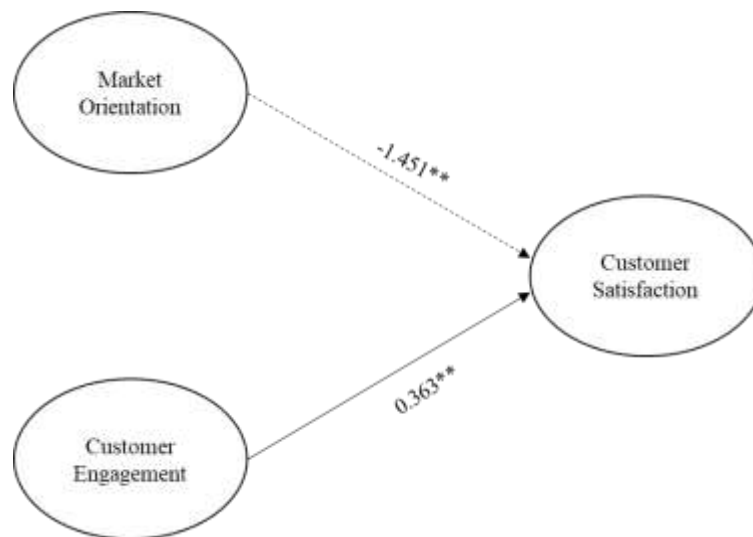 Market
Orientation
-1.451**
Customer
Satisfaction
0.363**
Customer
Engagement